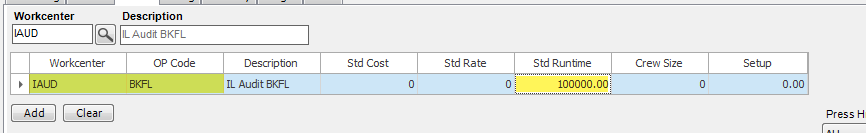 Workcenter Description
IAUD IL Audit BKFL
Workcenter OP Code Description Std Cost Std Rate Std Runtime Crew Size Setup
IAUD BKFL IL Audit BKFL 0 0 100000.00 0 0.00
Add Clear
Press H